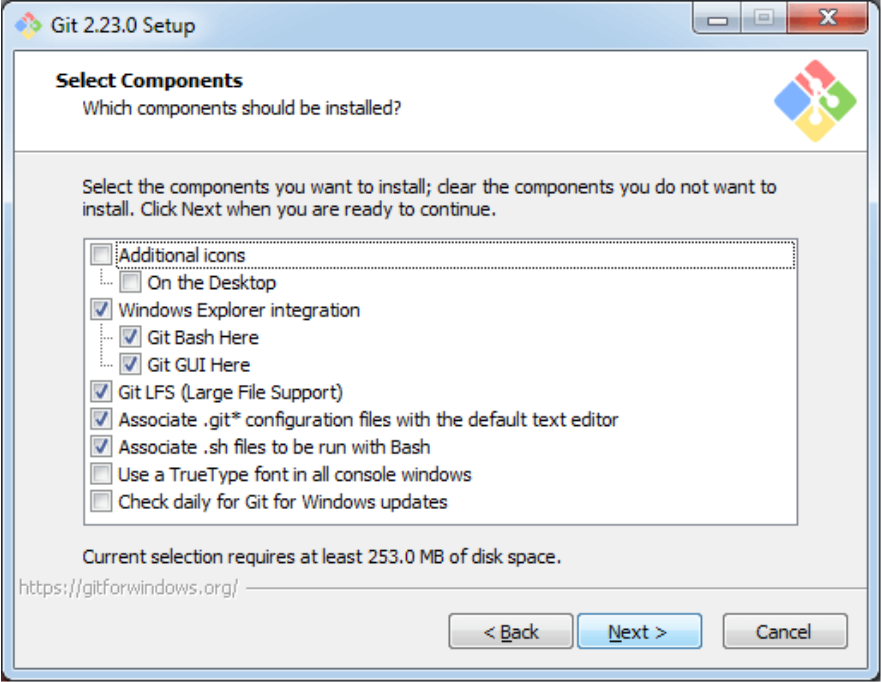 Git 2.23.0 Setup
Select Components
Which components should be installed?
Select the components you want to install; clear the components you do not want to
install. Click Next when you are ready to continue.
Additional icons
On the Desktop
Windows Explorer integration
Git Bash Here
Git GUI Here
Git LFS (Large File Support)
Associate .git* configuration files with the default text editor
Associate .sh files to be run with Bash
Use a TrueType font in all console windows
Check daily for Git for Windows updates
Current selection requires at least 253.0 MB of disk space.
https://gitforwindows.org/
< Back Next > Cancel